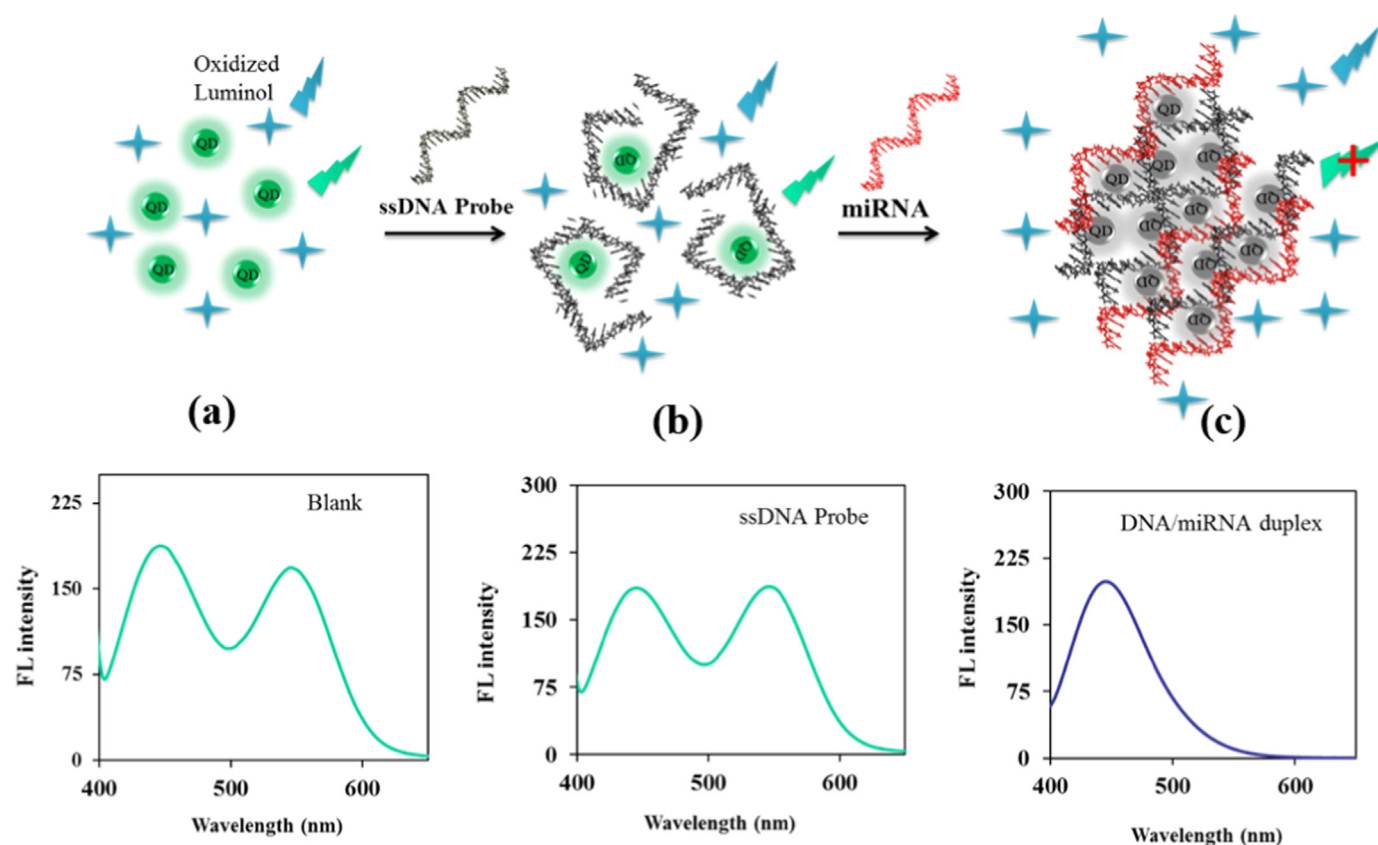 Oxidized
Luminol
QD
QD
QD
QD
QD
QD
ssDNA Probe
QD
QD
QD
miRNA
QD
QD
QD
QD
QD
QD
QD
QD
QD
QD
QD
QD
(a)
(b)
(c)
Blank
225
150
75
0
400
500
600
FL intensity
Wavelength (nm)
ssDNA Probe
300
225
150
75
0
400
500
600
FL intensity
Wavelength (nm)
DNA/miRNA duplex
300
225
150
75
0
400
500
600
FL intensity
Wavelength (nm)